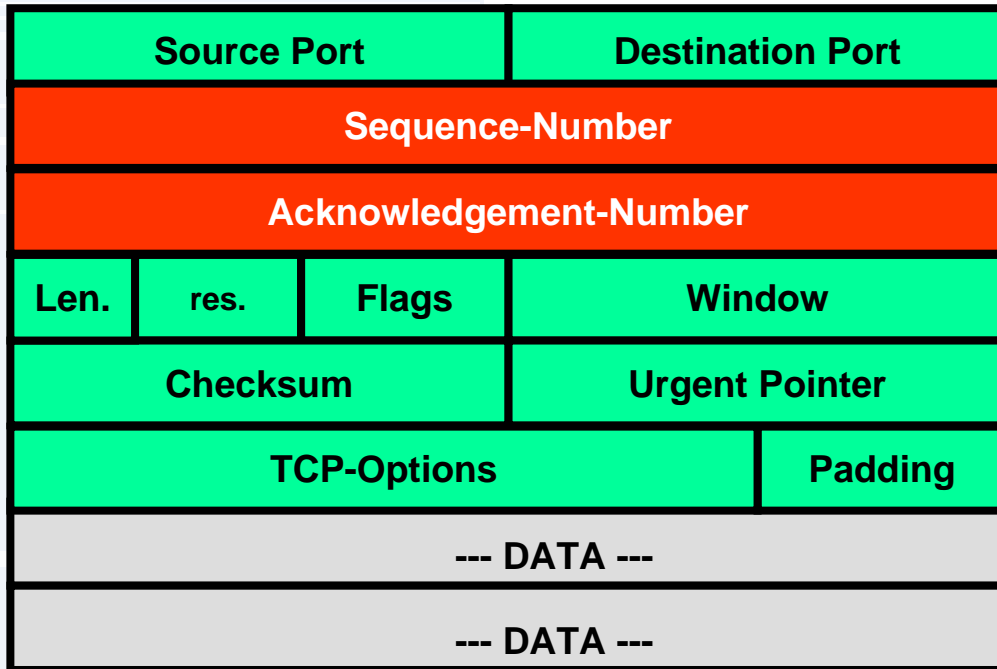 Source Port Destination Port
Sequence-Number
Acknowledgement-Number
Len. res. Flags Window
Checksum Urgent Pointer
TCP-Options Padding
--- DATA ---
--- DATA ---